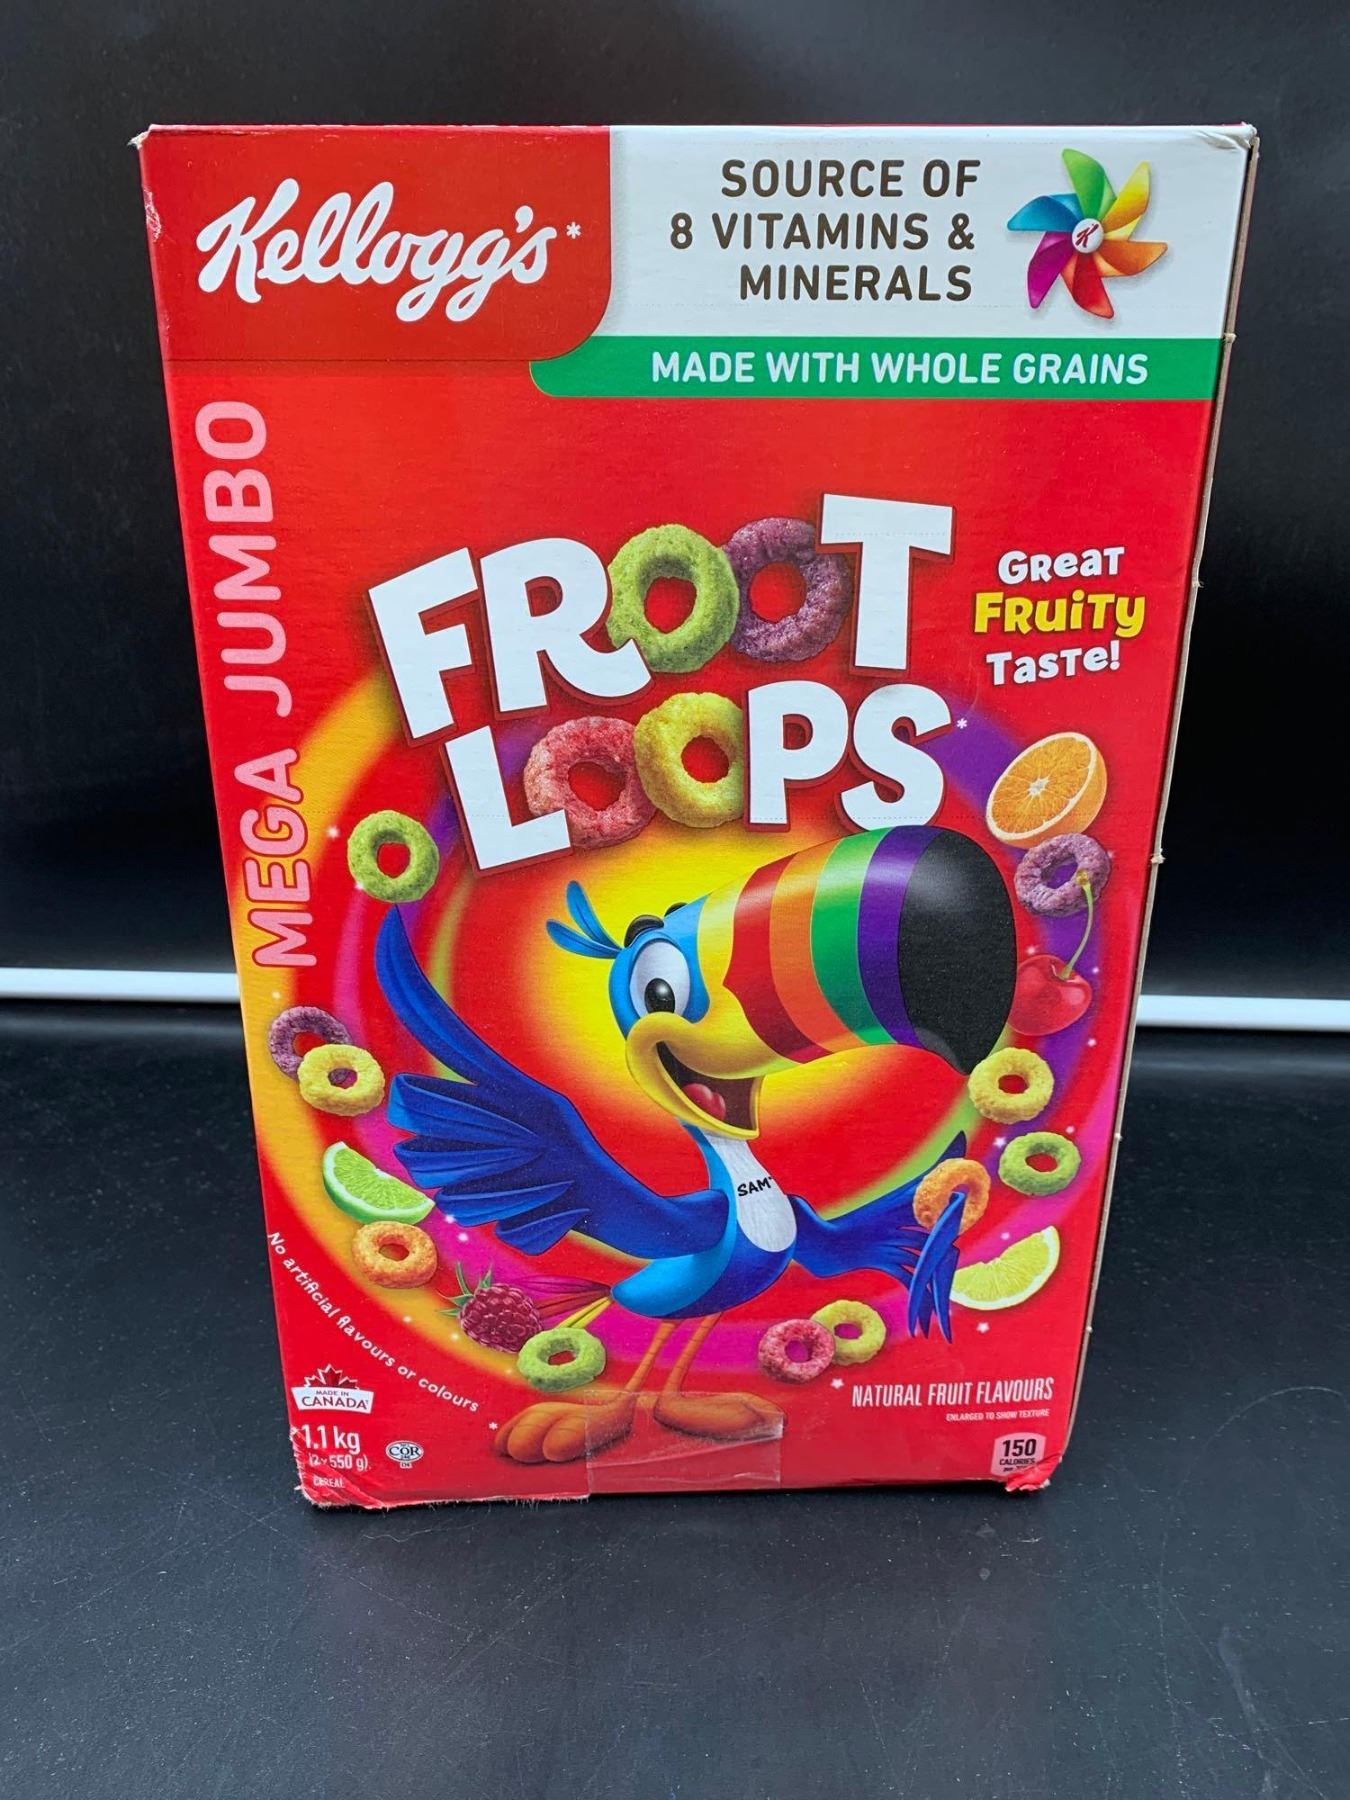 Kellogg's*
SOURCE OF
8 VITAMINS &
MINERALS
K
MADE WITH WHOLE GRAINS
MEGA JUMBO
FROOT
LOOPS*
GReaT
FRuiTy
TasTe!
SAM
No artificial flavours or colours
MADE IN
CANADA
1.1 kg
(2 x 550 g)
CEREAL
COR
NATURAL FRUIT FLAVOURS
ENLARGED TO SHOW TEXTURE
150
CALORIES